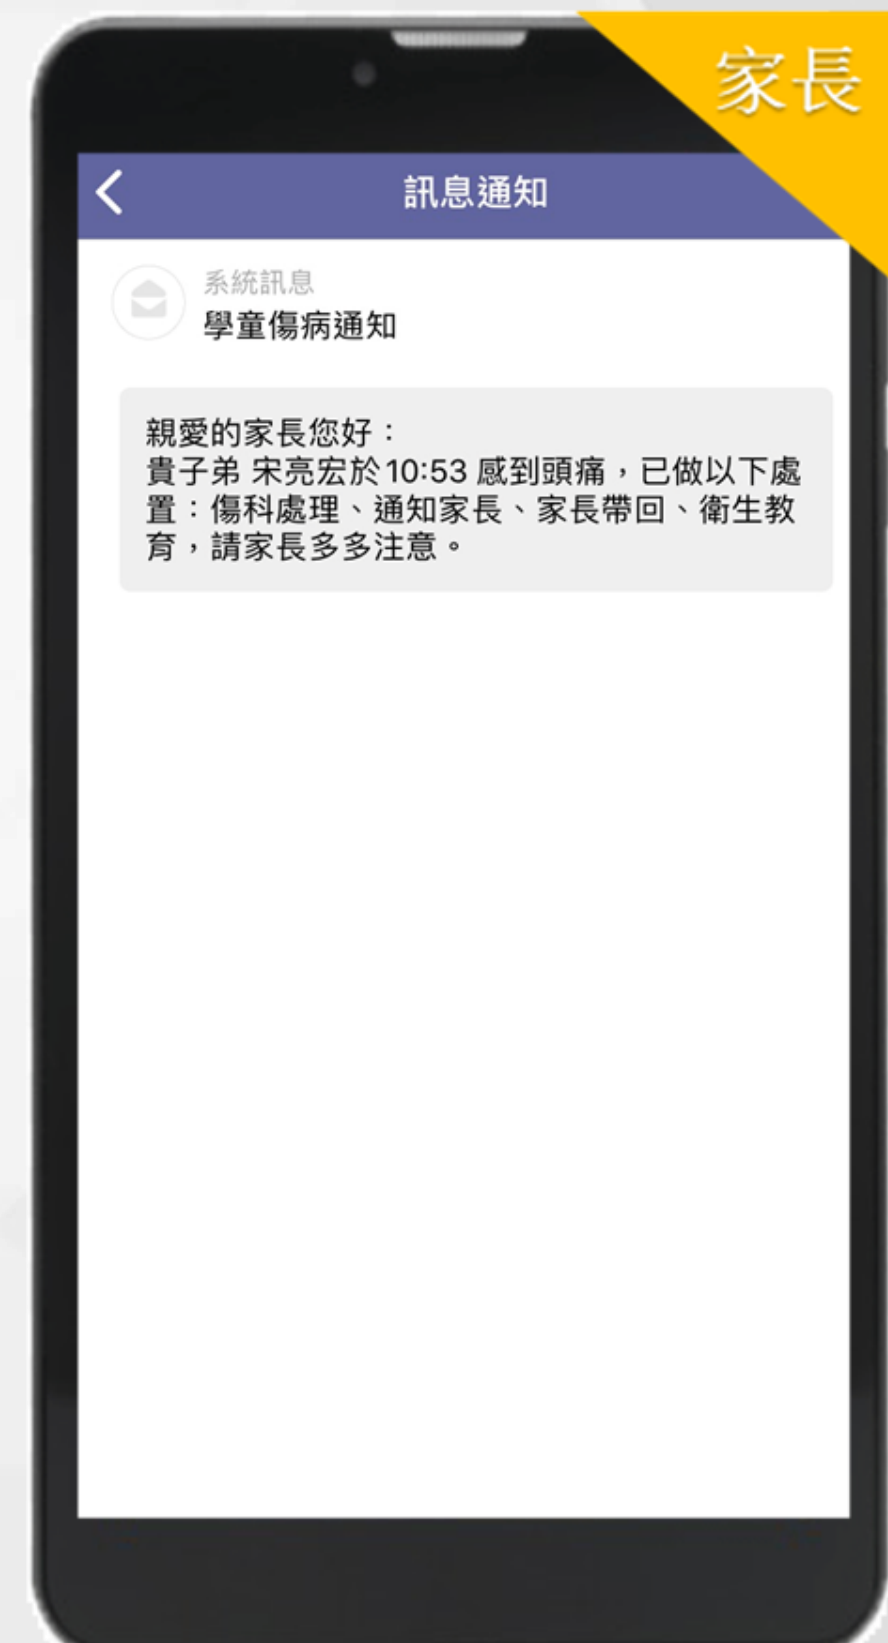 家長
訊息通知
系統訊息
學童傷病通知
親愛的家長您好：
貴子弟 宋亮宏於10:53 感到頭痛，已做以下處
置：傷科處理、通知家長、家長帶回、衛生教
育，請家長多多注意。